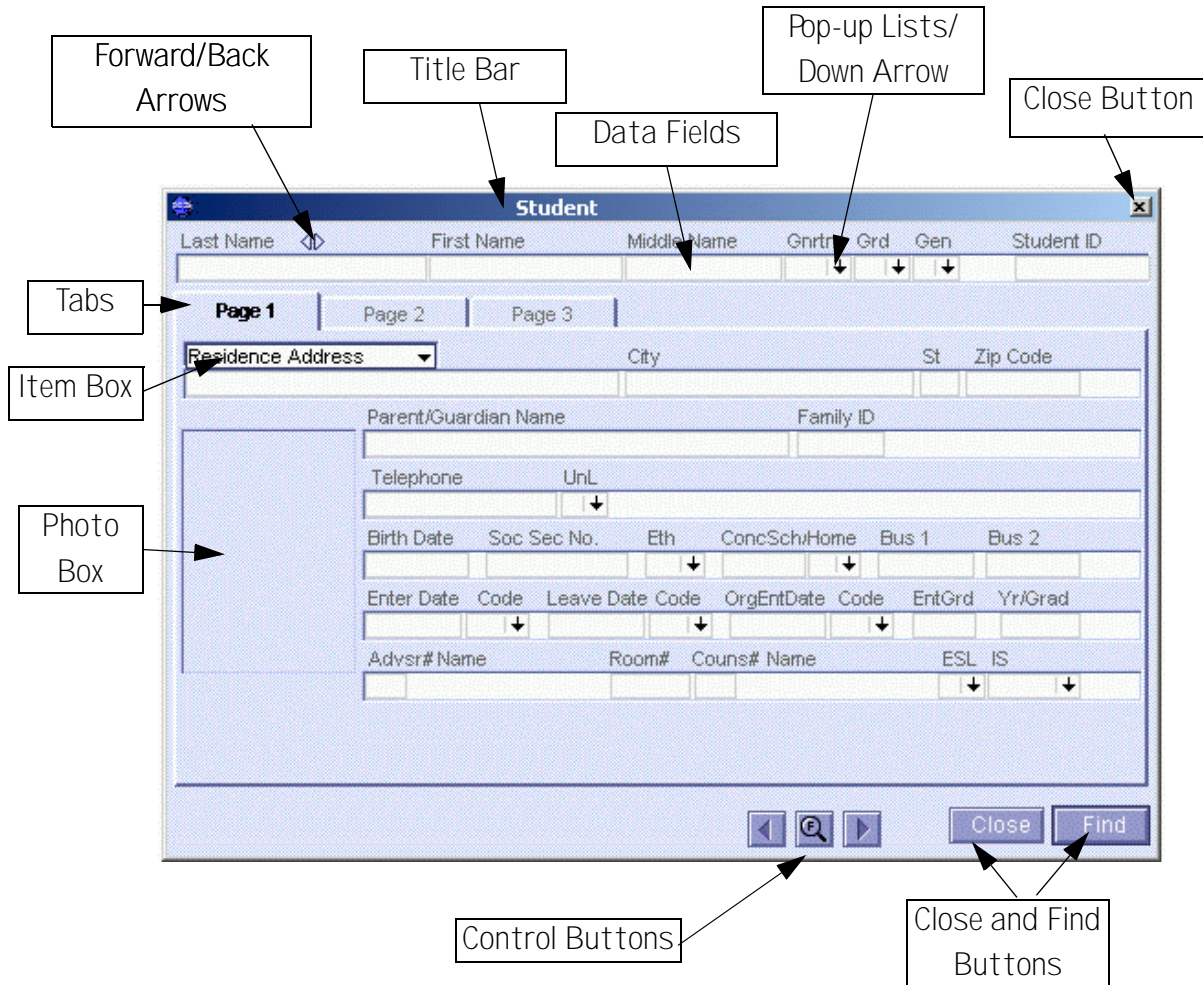 Forward/Back
Arrows
Title Bar
Pop-up Lists/
Down Arrow
Data Fields
Close Button
Student
Last Name First Name Middle Name Gnrtn Grd Gen Student ID
Tabs
Page 1 Page 2 Page 3
Item Box
Residence Address City St Zip Code
Parent/Guardian Name Family ID
Telephone UnL
Photo
Box
Birth Date Soc Sec No. Eth ConcSch/Home Bus 1 Bus 2
Enter Date Code Leave Date Code OrgEntDate Code EntGrd Yr/Grad
Advsr# Name Room# Couns# Name ESL IS
F Close Find
Control Buttons
Close and Find
Buttons